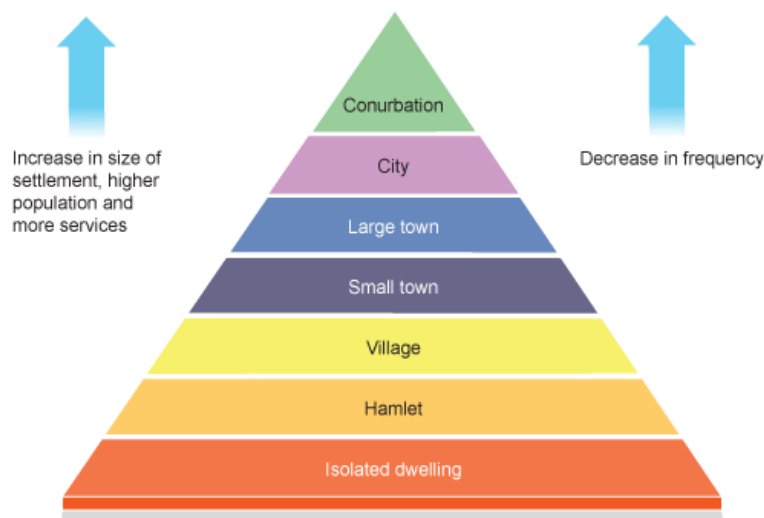 Conurbation
Increase in size of
settlement, higher
population and
more services
Decrease in frequency
City
Large town
Small town
Village
Hamlet
Isolated dwelling